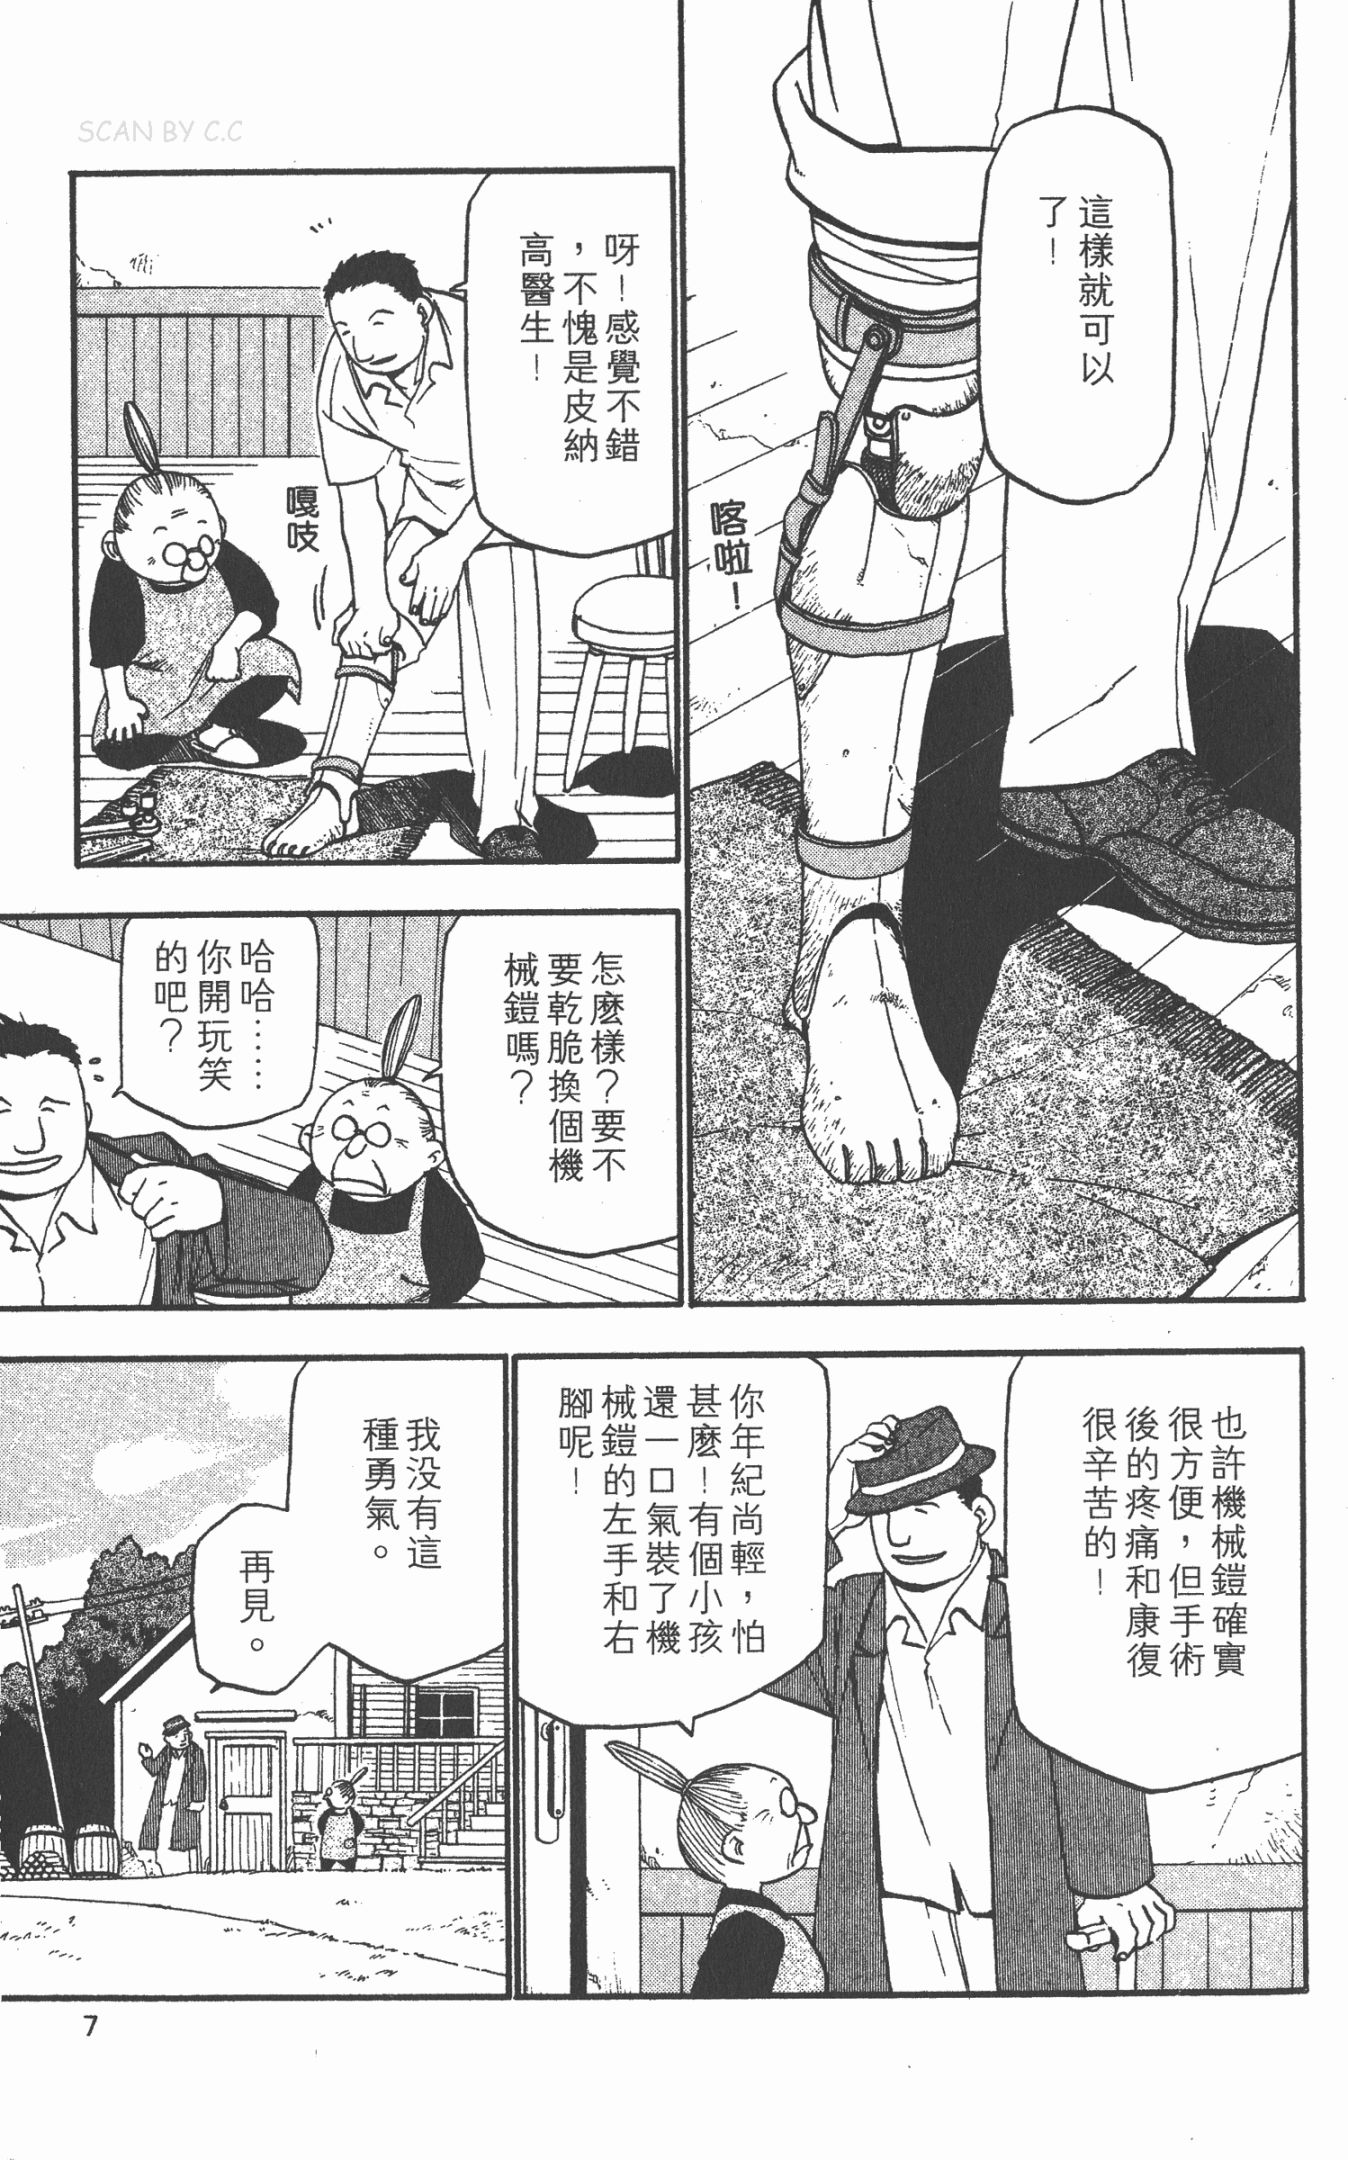 SCAN BY C.C
這樣就可以
了！
喀啦！
呀！感覺不錯
，不愧是皮納
高醫生！
嘎吱
怎麼樣？要不
要乾脆換個機
械鎧嗎？
哈哈……
你開玩笑
的吧？
也許機械鎧確實
很方便，但手術
後的疼痛和康復
很辛苦的！
你年紀尚輕，怕
甚麼！有個小孩
還一口氣裝了機
械鎧的左手和右
腳呢！
我没有這
種勇氣。
再見。
7